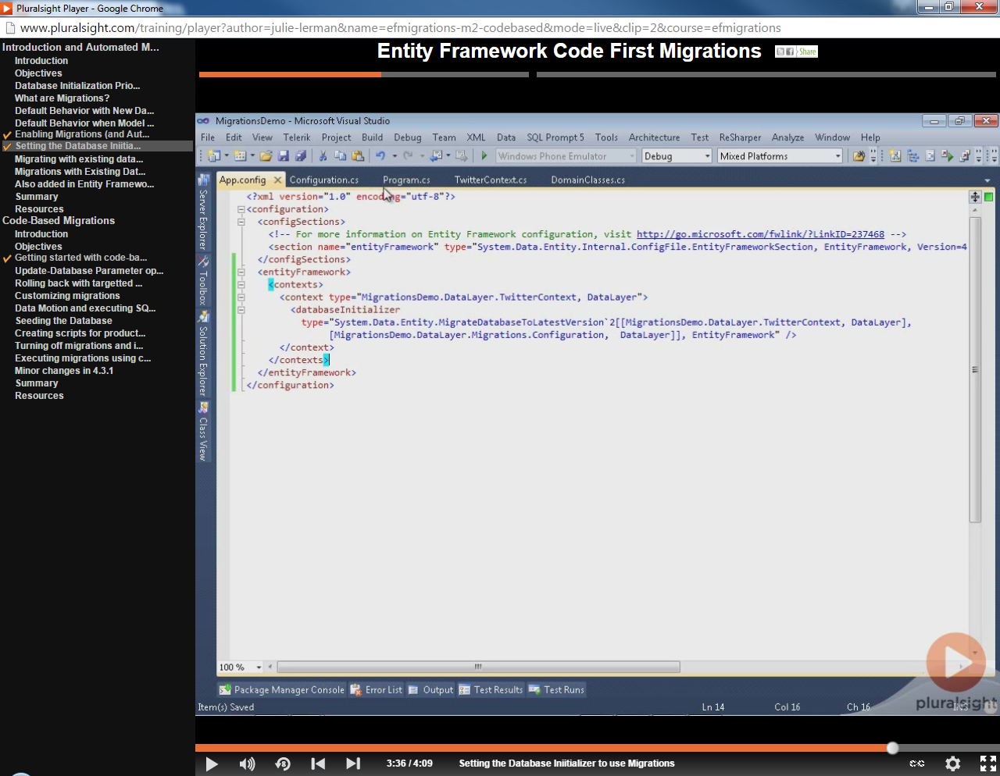 Pluralsight Player - Google Chrome
www.pluralsight.com/training/player?author=julie-lerman&name=efmigrations-m2-codebased&mode=live&clip=2&course=efmigrations
Introduction and Automated M...
Introduction
Objectives
Database Initialization Prio...
What are Migrations?
Default Behavior with New Da...
Default Behavior when Model ...
Enabling Migrations (and Aut...
Setting the Database Iniitia...
Migrating with existing data...
Migrations with Existing Dat...
Also added in Entity Framewo...
Summary
Resources
Code-Based Migrations
Introduction
Objectives
Getting started with code-ba...
Update-Database Parameter op...
Rolling back with targetted ...
Customizing migrations
Data Motion and executing SQ...
Seeding the Database
Creating scripts for product...
Turning off migrations and i...
Executing migrations using c...
Minor changes in 4.3.1
Summary
Resources
Entity Framework Code First Migrations
Share
MigrationsDemo - Microsoft Visual Studio
File Edit View Telerik Project Build Debug Team XML Data SQL Prompt 5 Tools Architecture Test ReSharper Analyze Window Help
Windows Phone Emulator Debug Mixed Platforms
App.config Configuration.cs Program.cs TwitterContext.cs DomainClasses.cs
Server Explorer
Toolbox
Solution Explorer
Class View
<?xml version="1.0" encoding="utf-8"?>
<configuration>
<configSections>
<!-- For more information on Entity Framework configuration, visit http://go.microsoft.com/fwlink/?LinkID=237468 -->
<section name="entityFramework" type="System.Data.Entity.Internal.ConfigFile.EntityFrameworkSection, EntityFramework, Version=4
</configSections>
<entityFramework>
<contexts>
<context type="MigrationsDemo.DataLayer.TwitterContext, DataLayer">
<databaseInitializer
type="System.Data.Entity.MigrateDatabaseToLatestVersion`2[[MigrationsDemo.DataLayer.TwitterContext, DataLayer],
[MigrationsDemo.DataLayer.Migrations.Configuration, DataLayer]], EntityFramework" />
</context>
</contexts>
</entityFramework>
</configuration>
100 %
Package Manager Console Error List Output Test Results Test Runs
Item(s) Saved Ln 14 Col 16 Ch 16 INS
pluralsight
3:36 / 4:09 Setting the Database Iniitializer to use Migrations
CC